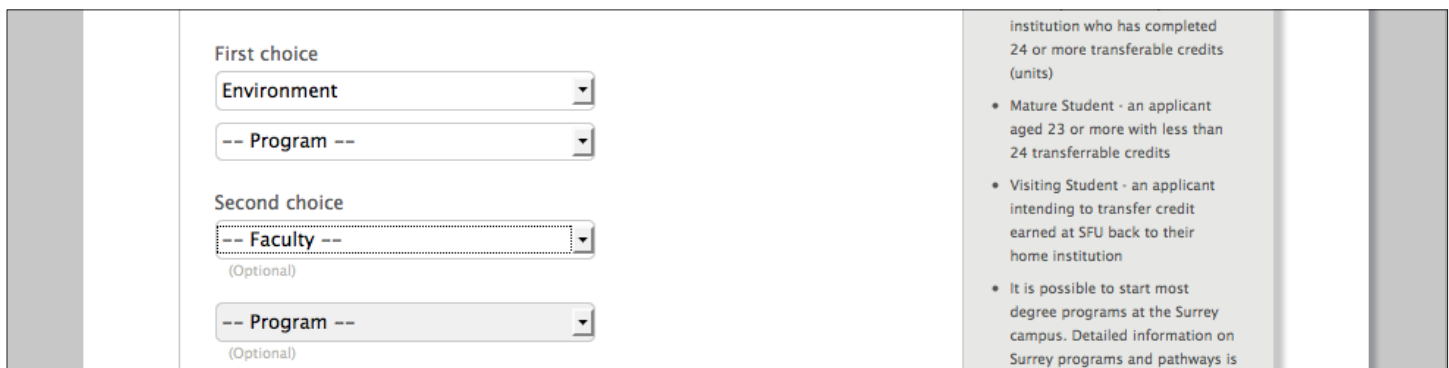 First choice
Environment
-- Program --
Second choice
-- Faculty --
(Optional)
-- Program --
(Optional)
institution who has completed
24 or more transferable credits
(units)
• Mature Student - an applicant
aged 23 or more with less than
24 transferrable credits
• Visiting Student - an applicant
intending to transfer credit
earned at SFU back to their
home institution
• It is possible to start most
degree programs at the Surrey
campus. Detailed information on
Surrey programs and pathways is